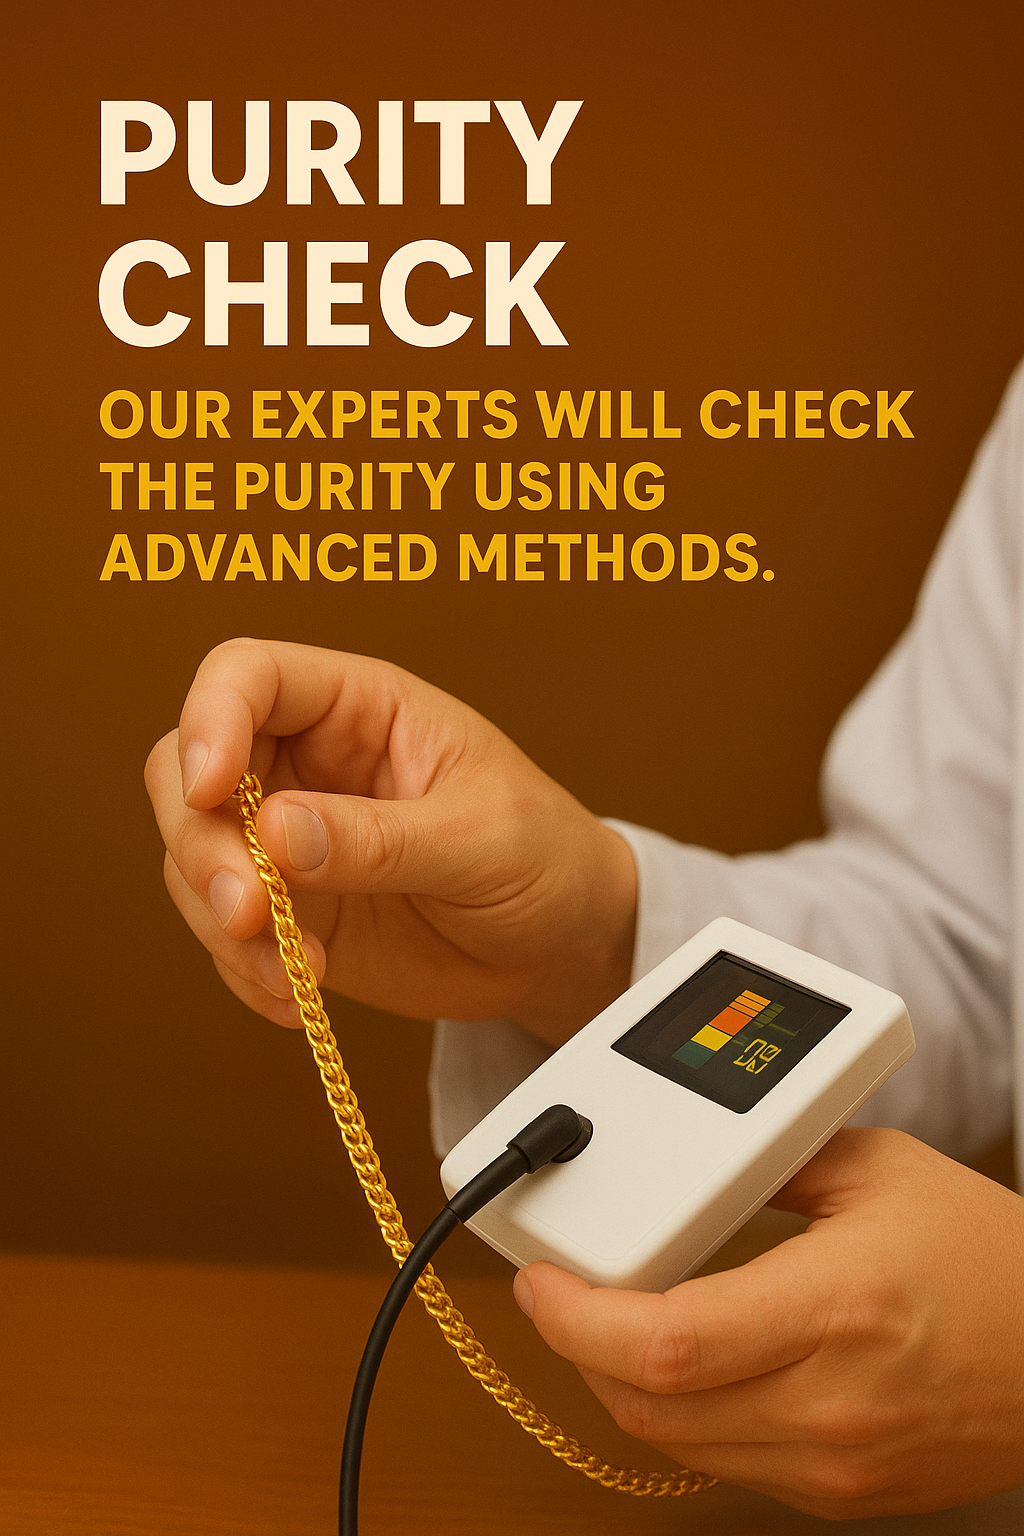 PURITY
CHECK
OUR EXPERTS WILL CHECK
THE PURITY USING
ADVANCED METHODS.